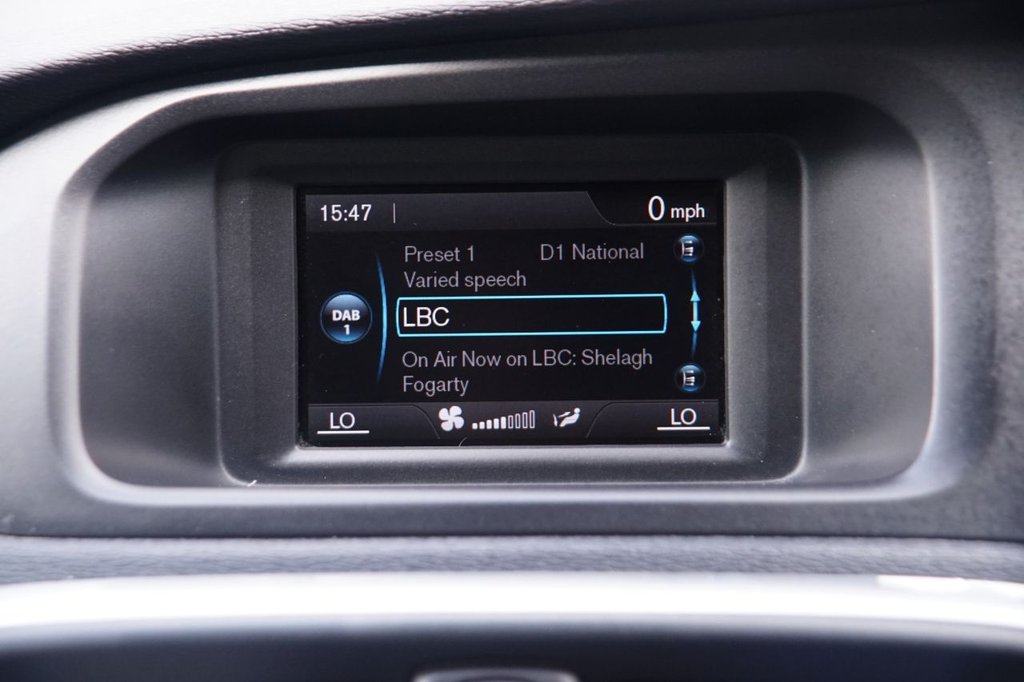 15:47 0 mph
Preset 1 D1 National
Varied speech
DAB
1
LBC
On Air Now on LBC: Shelagh
Fogarty
LO LO